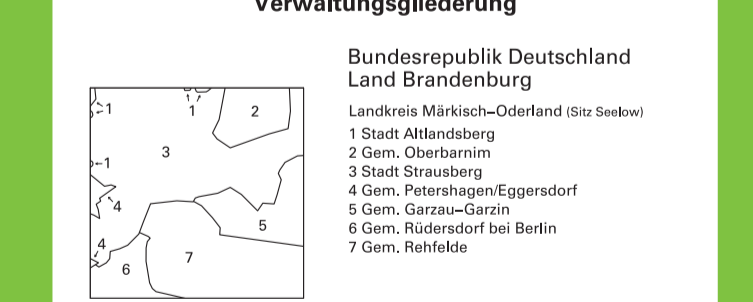 Verwaltungsgliederung
Bundesrepublik Deutschland
Land Brandenburg
Landkreis Märkisch–Oderland (Sitz Seelow)
1 Stadt Altlandsberg
2 Gem. Oberbarnim
3 Stadt Strausberg
4 Gem. Petershagen/Eggersdorf
5 Gem. Garzau–Garzin
6 Gem. Rüdersdorf bei Berlin
7 Gem. Rehfelde
1
1
2
3
1
4
5
4
6
7